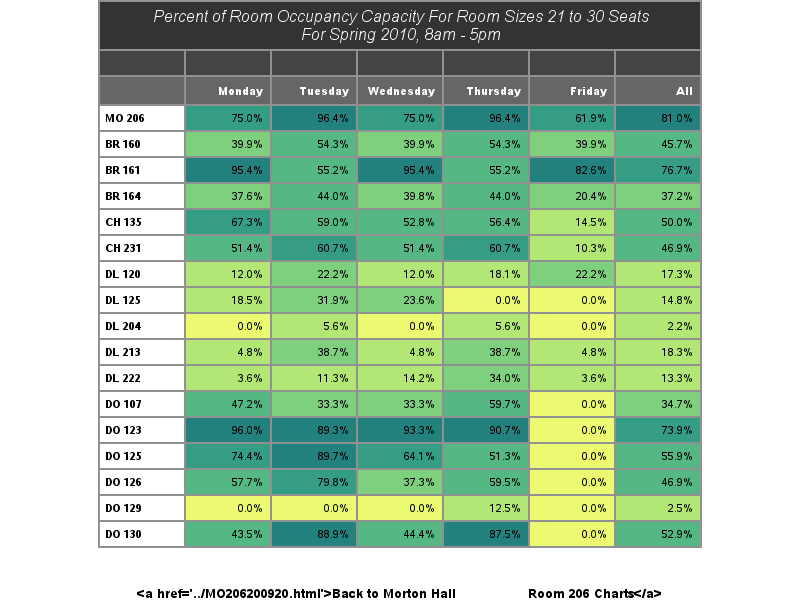 Percent of Room Occupancy Capacity For Room Sizes 21 to 30 Seats
For Spring 2010, 8am - 5pm
Monday Tuesday Wednesday Thursday Friday All
MO 206 75.0% 96.4% 75.0% 96.4% 61.9% 81.0%
BR 160 39.9% 54.3% 39.9% 54.3% 39.9% 45.7%
BR 161 95.4% 55.2% 95.4% 55.2% 82.6% 76.7%
BR 164 37.6% 44.0% 39.8% 44.0% 20.4% 37.2%
CH 135 67.3% 59.0% 52.8% 56.4% 14.5% 50.0%
CH 231 51.4% 60.7% 51.4% 60.7% 10.3% 46.9%
DL 120 12.0% 22.2% 12.0% 18.1% 22.2% 17.3%
DL 125 18.5% 31.9% 23.6% 0.0% 0.0% 14.8%
DL 204 0.0% 5.6% 0.0% 5.6% 0.0% 2.2%
DL 213 4.8% 38.7% 4.8% 38.7% 4.8% 18.3%
DL 222 3.6% 11.3% 14.2% 34.0% 3.6% 13.3%
DO 107 47.2% 33.3% 33.3% 59.7% 0.0% 34.7%
DO 123 96.0% 89.3% 93.3% 90.7% 0.0% 73.9%
DO 125 74.4% 89.7% 64.1% 51.3% 0.0% 55.9%
DO 126 57.7% 79.8% 37.3% 59.5% 0.0% 46.9%
DO 129 0.0% 0.0% 0.0% 12.5% 0.0% 2.5%
DO 130 43.5% 88.9% 44.4% 87.5% 0.0% 52.9%
<a href='../MO206200920.html'>Back to Morton Hall Room 206 Charts</a>